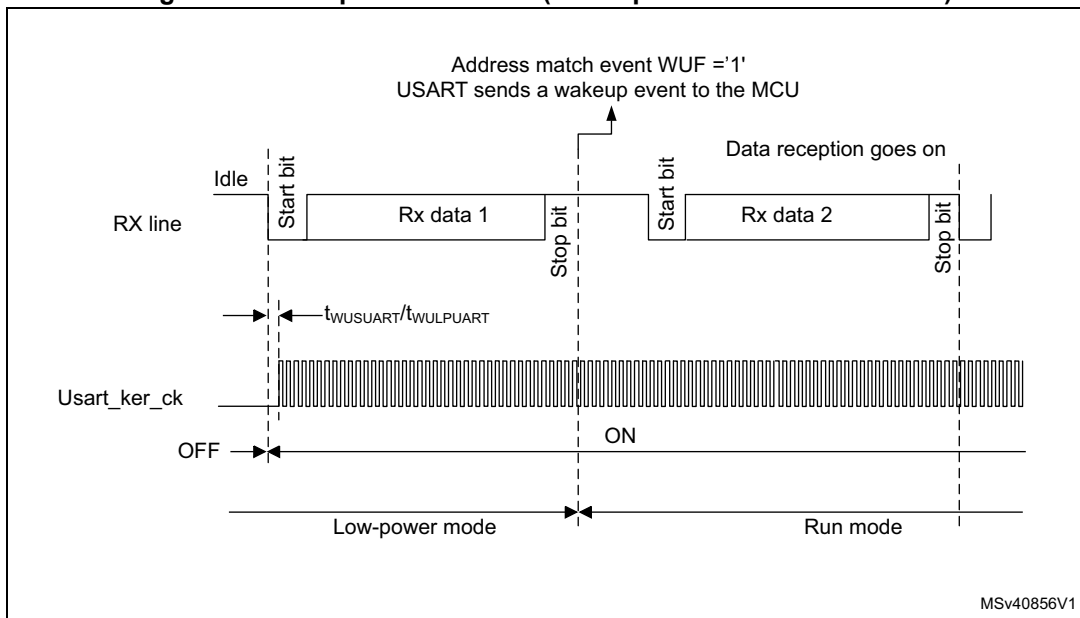 Address match event WUF ='1'
USART sends a wakeup event to the MCU
Data reception goes on
Idle
Start bit
Start bit
RX line
Rx data 1
Rx data 2
Stop bit
Stop bit
tWUSUART/tWULPUART
Usart_ker_ck
OFF
ON
Low-power mode
Run mode
MSv40856V1